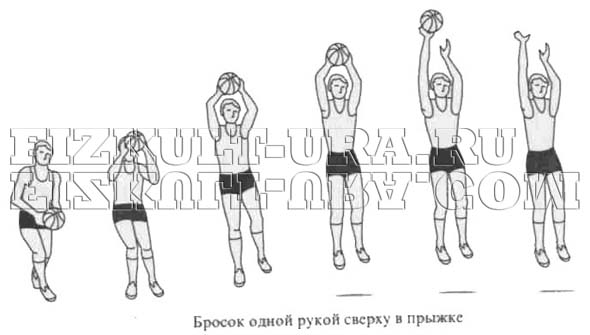 FIZKULT-URA.RU
FIZKULT-URA.COM
Бросок одной рукой сверху в прыжке